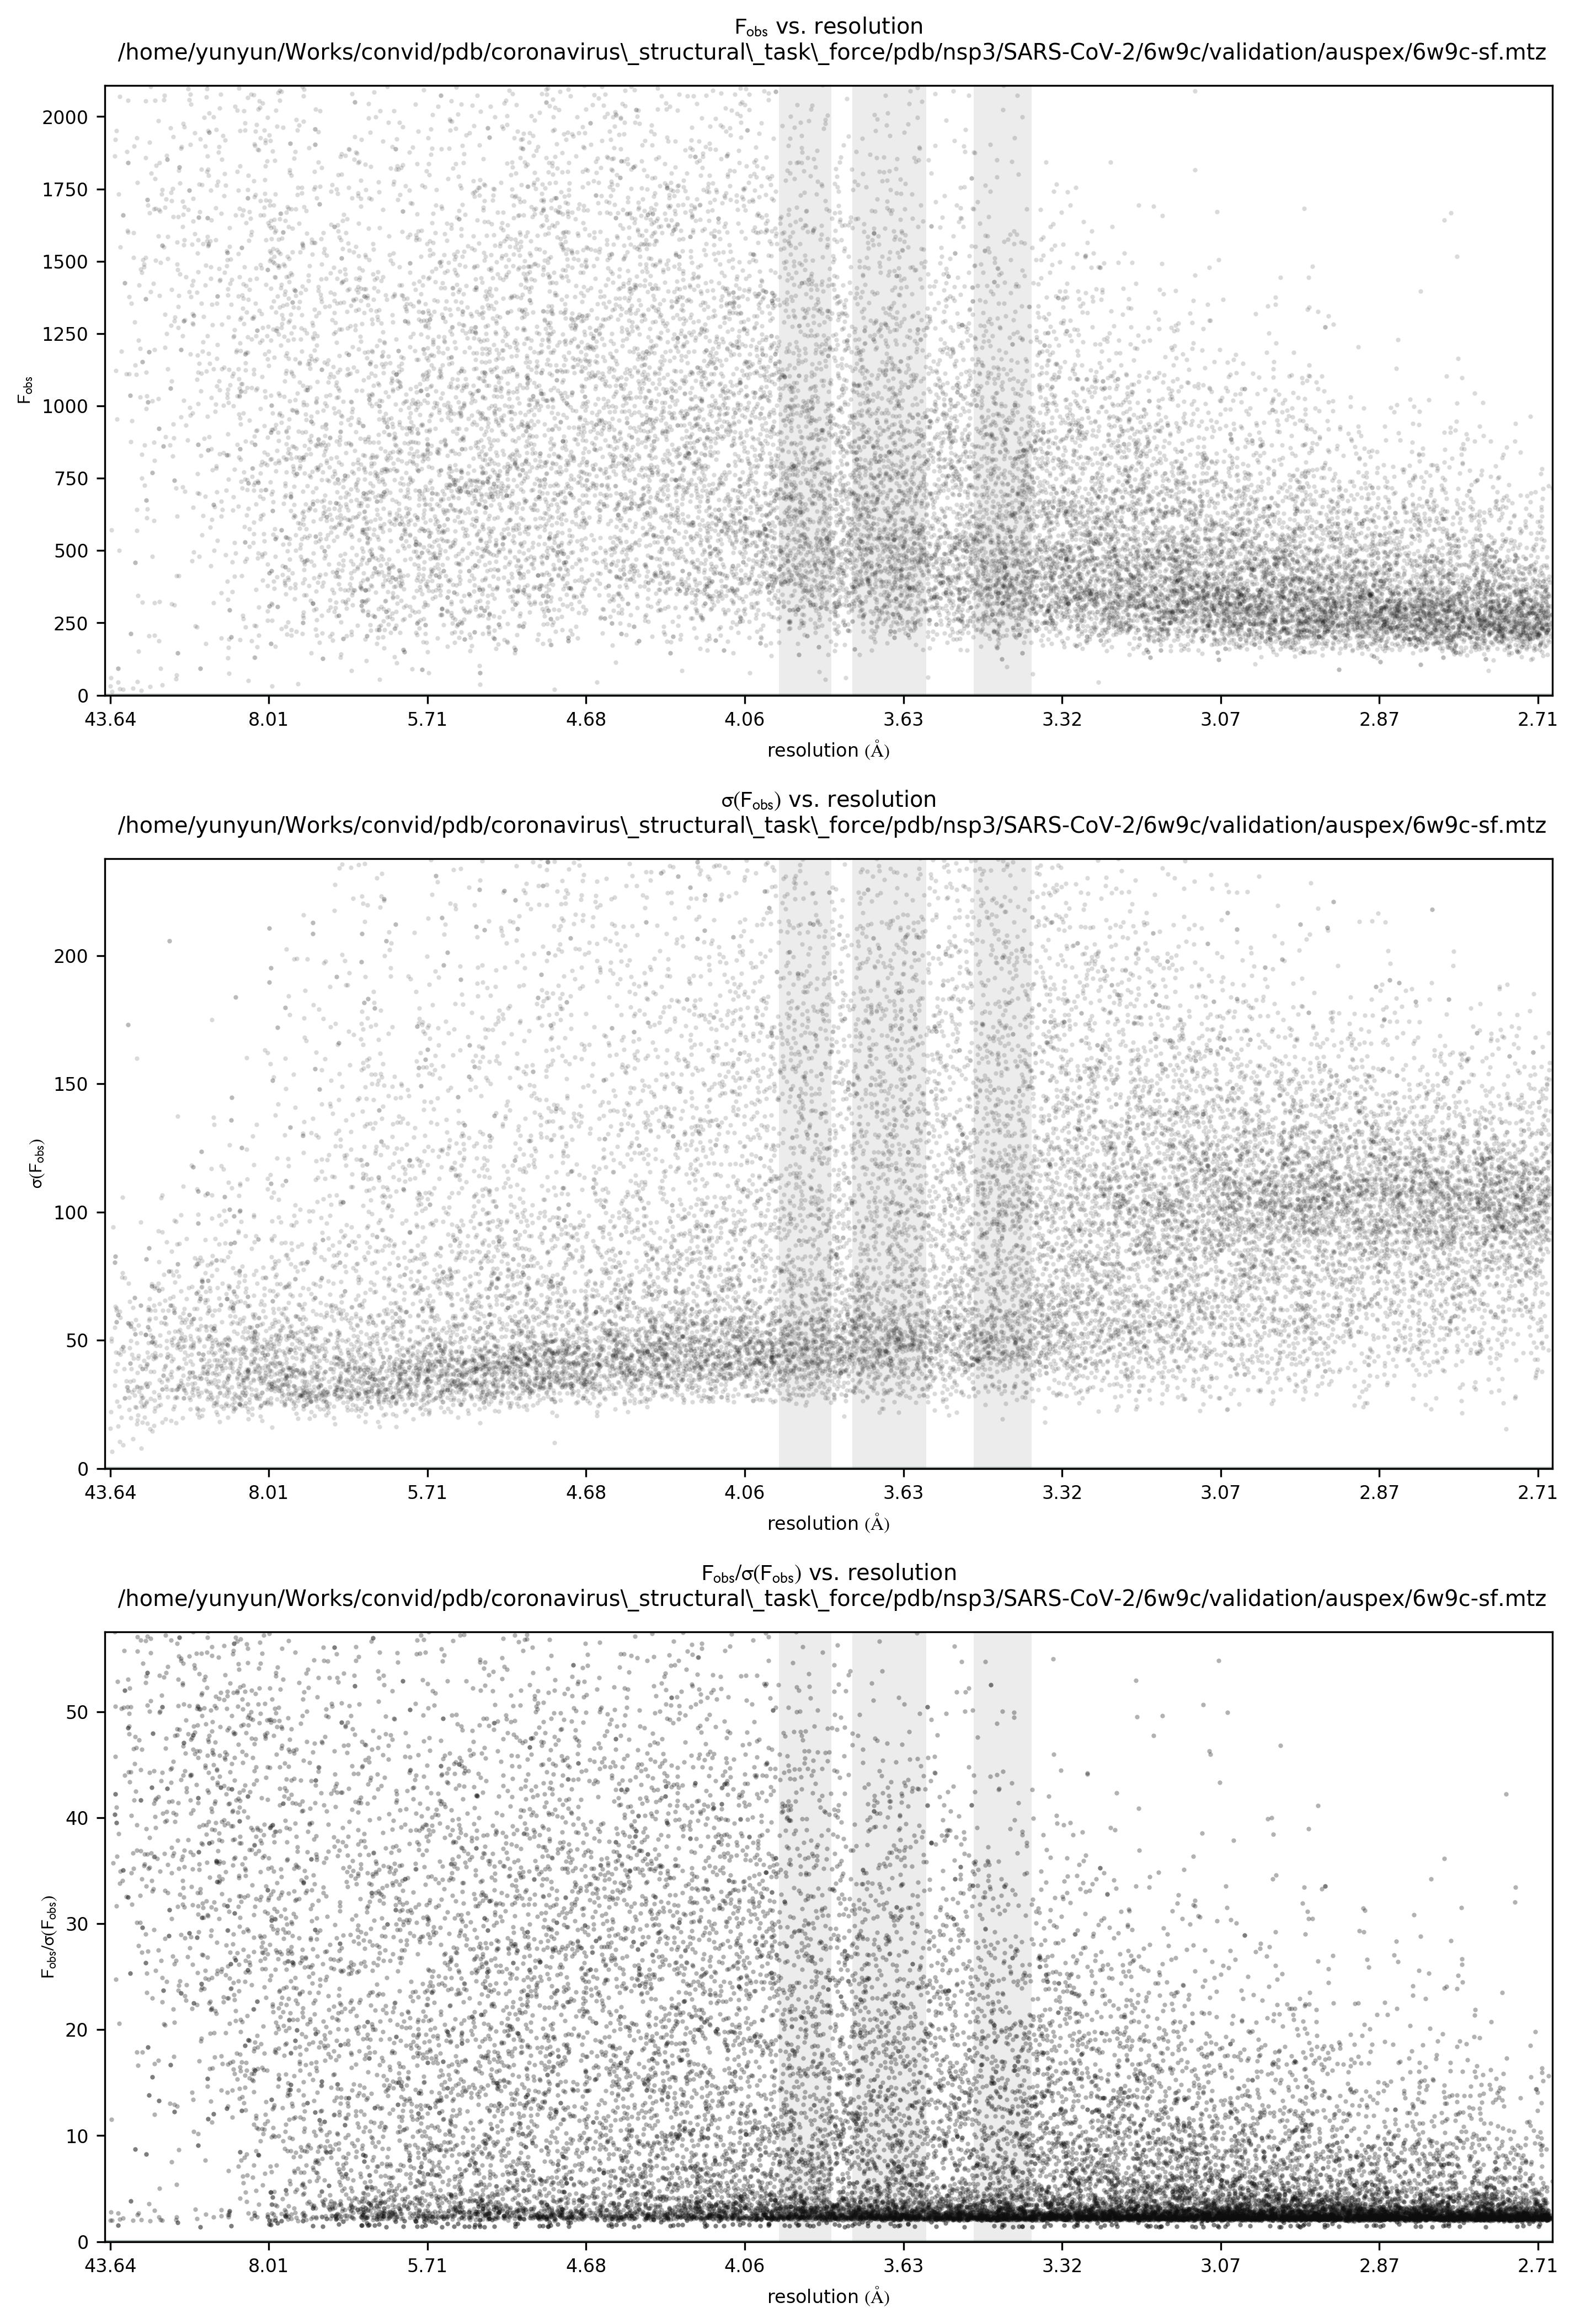 Fobs vs. resolution
/home/yunyun/Works/convid/pdb/coronavirus\_structural\_task\_force/pdb/nsp3/SARS-CoV-2/6w9c/validation/auspex/6w9c-sf.mtz
2000
1750
1500
1250
1000
750
500
250
0
Fobs
43.64 8.01 5.71 4.68 4.06 3.63 3.32 3.07 2.87 2.71
resolution (Å)
σ(Fobs) vs. resolution
/home/yunyun/Works/convid/pdb/coronavirus\_structural\_task\_force/pdb/nsp3/SARS-CoV-2/6w9c/validation/auspex/6w9c-sf.mtz
200
150
100
50
0
σ(Fobs)
43.64 8.01 5.71 4.68 4.06 3.63 3.32 3.07 2.87 2.71
resolution (Å)
Fobs/σ(Fobs) vs. resolution
/home/yunyun/Works/convid/pdb/coronavirus\_structural\_task\_force/pdb/nsp3/SARS-CoV-2/6w9c/validation/auspex/6w9c-sf.mtz
50
40
30
20
10
0
Fobs/σ(Fobs)
43.64 8.01 5.71 4.68 4.06 3.63 3.32 3.07 2.87 2.71
resolution (Å)